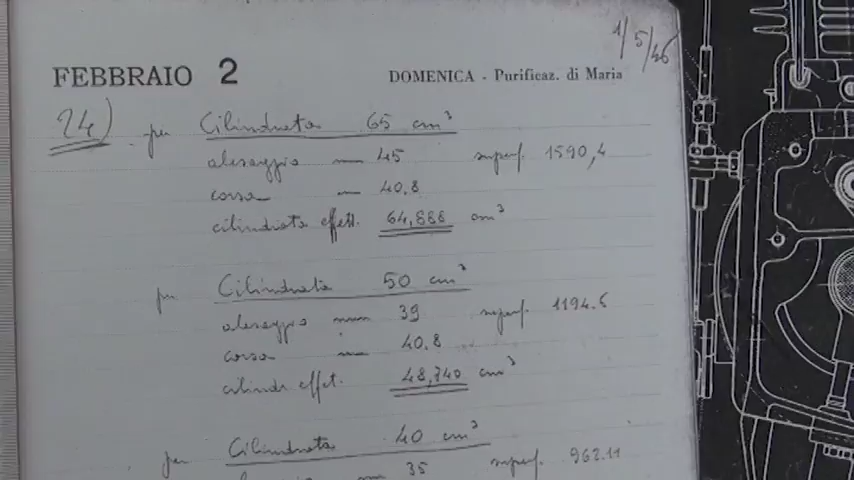 1/5/46
FEBBRAIO 2 DOMENICA - Purificaz. di Maria
24) per Cilindrata 65 cm³
alesaggio mm 45 superf. 1590,4
corsa m 40,8
cilindrata effett. 64,888 cm³
per Cilindrata 50 cm³
alesaggio mm 39 superf. 1194.6
corsa m 40.8
cilindr. effet. 48,740 cm³
per Cilindrata 40 cm³
mm 35 superf. 962.11